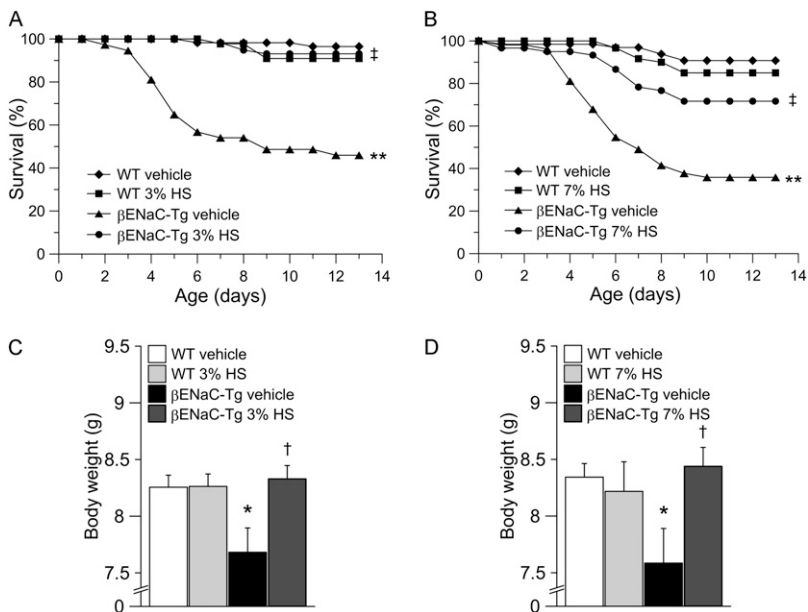 A
100
80
60
40
20
0
Survival (%)
‡
**
WT vehicle
WT 3% HS
βENaC-Tg vehicle
βENaC-Tg 3% HS
0 2 4 6 8 10 12 14
Age (days)
B
100
80
60
40
20
0
Survival (%)
‡
**
WT vehicle
WT 7% HS
βENaC-Tg vehicle
βENaC-Tg 7% HS
0 2 4 6 8 10 12 14
Age (days)
C
9.5
9
8.5
8
7.5
0
Body weight (g)
WT vehicle
WT 3% HS
βENaC-Tg vehicle
βENaC-Tg 3% HS
*
†
D
9.5
9
8.5
8
7.5
0
Body weight (g)
WT vehicle
WT 7% HS
βENaC-Tg vehicle
βENaC-Tg 7% HS
*
†